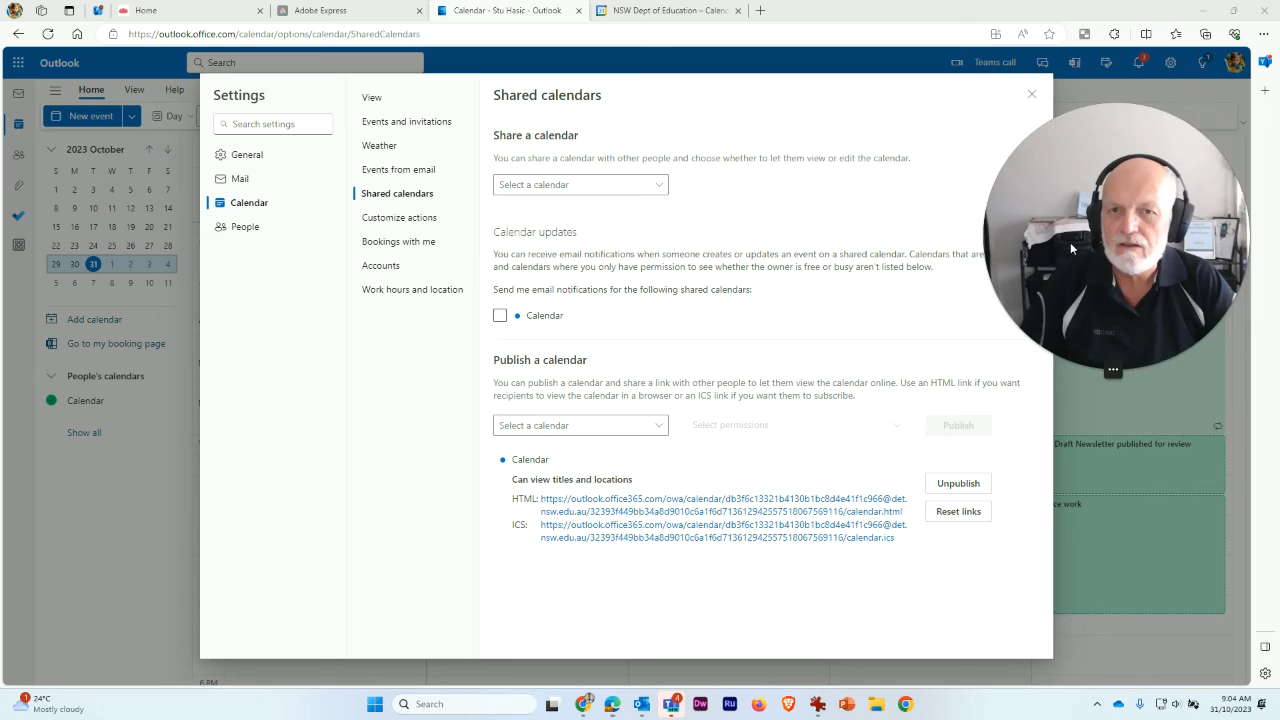 Home
Adobe Express
Calendar - Stu Hasic - Outlook
NSW Dept of Education – Calend
https://outlook.office.com/calendar/options/calendar/SharedCalendars
Outlook
Search
Teams call
Home View Help
New event
Day
2023 October
S M T W T F S
1 2 3 4 5 6 7
8 9 10 11 12 13 14
15 16 17 18 19 20 21
22 23 24 25 26 27 28
29 30 31 1 2 3 4
5 6 7 8 9 10 11
Add calendar
Go to my booking page
People's calendars
Calendar
Show all
Settings
Search settings
General
Mail
Calendar
People
View
Events and invitations
Weather
Events from email
Shared calendars
Customize actions
Bookings with me
Accounts
Work hours and location
Shared calendars
Share a calendar
You can share a calendar with other people and choose whether to let them view or edit the calendar.
Select a calendar
Calendar updates
You can receive email notifications when someone creates or updates an event on a shared calendar. Calendars that are
and calendars where you only have permission to see whether the owner is free or busy aren't listed below.
Send me email notifications for the following shared calendars:
Calendar
Publish a calendar
You can publish a calendar and share a link with other people to let them view the calendar online. Use an HTML link if you want
recipients to view the calendar in a browser or an ICS link if you want them to subscribe.
Select a calendar
Select permissions
Publish
Calendar
Can view titles and locations
Unpublish
HTML: https://outlook.office365.com/owa/calendar/db3f6c13321b4130b1bc8d4e41f1c966@det.
nsw.edu.au/32393f449bb34a8d9010c6a1f6d71361294255751806756​9116/calendar.html
Reset links
ICS: https://outlook.office365.com/owa/calendar/db3f6c13321b4130b1bc8d4e41f1c966@det.
nsw.edu.au/32393f449bb34a8d9010c6a1f6d713612942557518067569116/calendar.ics
Draft Newsletter published for review
ce work
6 PM
24°C
Mostly cloudy
Search
9:04 AM
31/10/2023